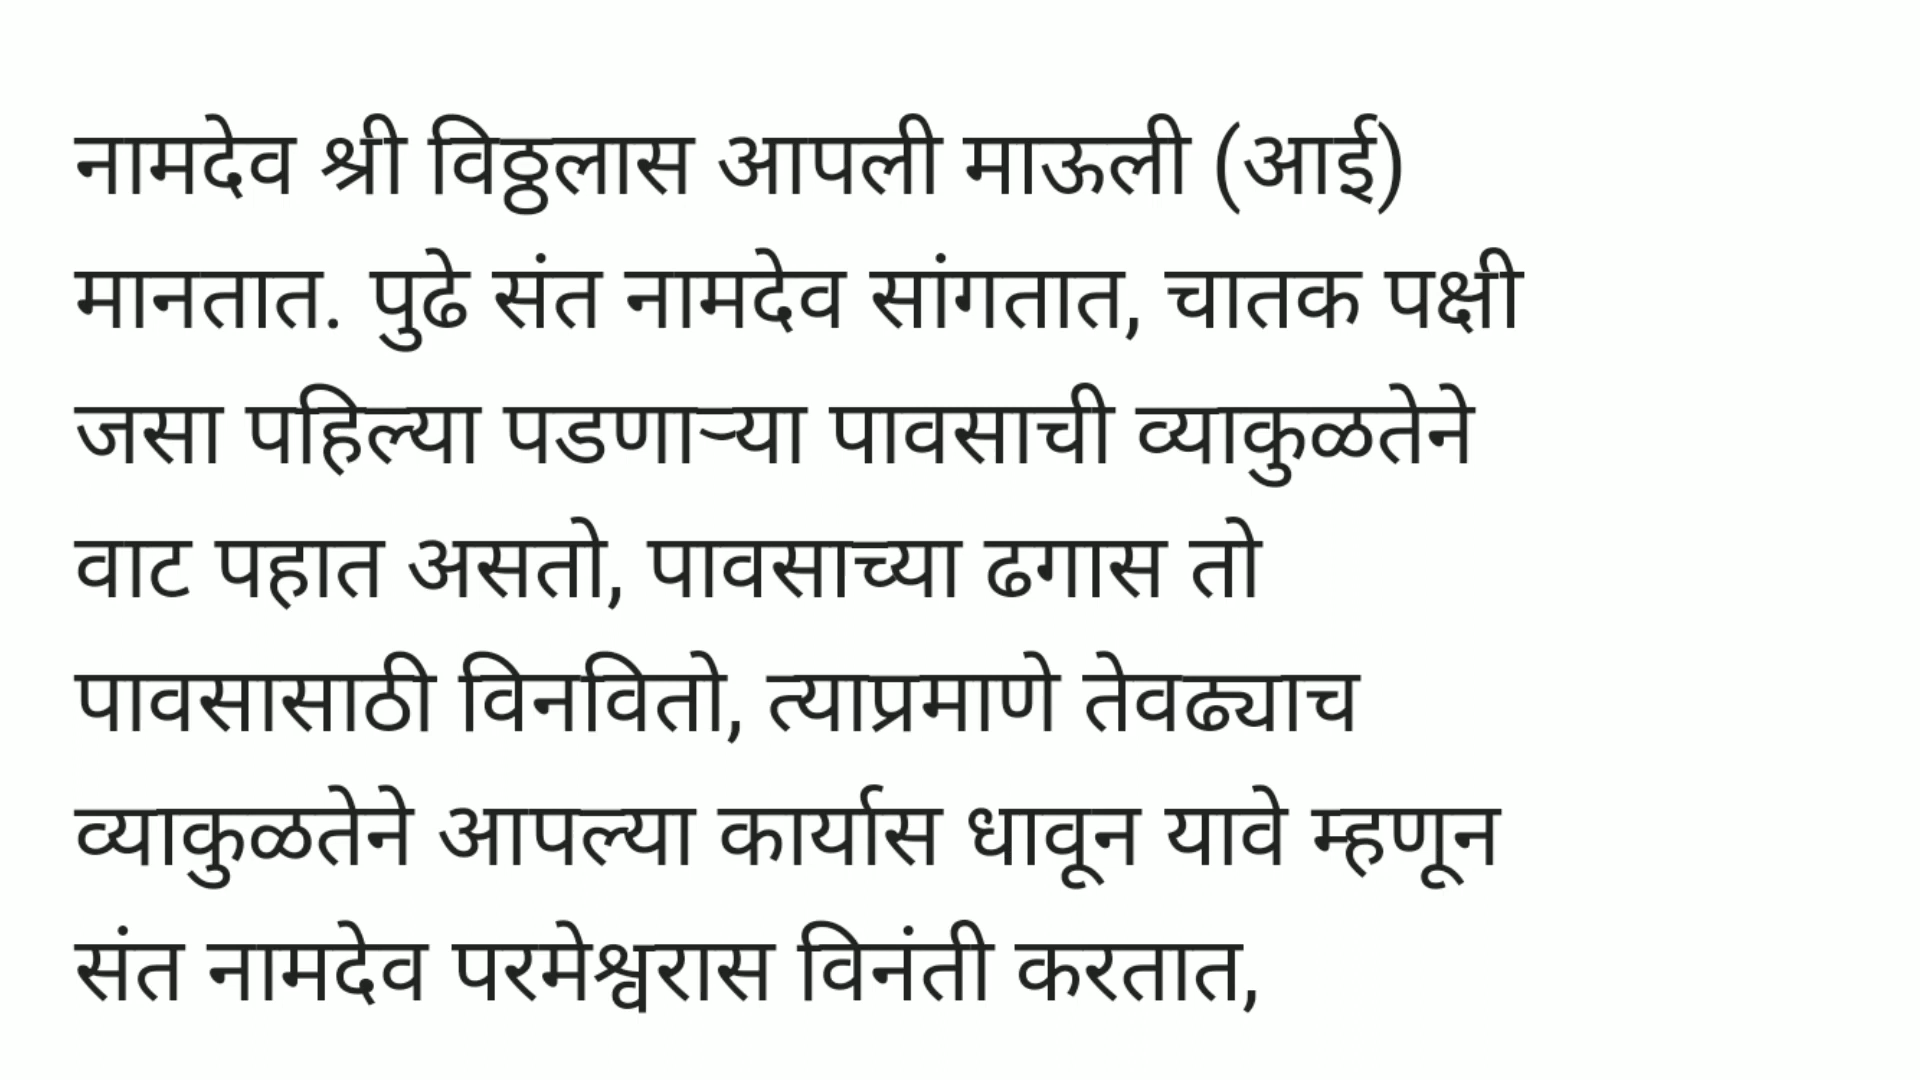 नामदेव श्री विठ्ठलास आपली माऊली (आई)
मानतात. पुढे संत नामदेव सांगतात, चातक पक्षी
जसा पहिल्या पडणाऱ्या पावसाची व्याकुळतेने
वाट पहात असतो, पावसाच्या ढगास तो
पावसासाठी विनवितो, त्याप्रमाणे तेवढ्याच
व्याकुळतेने आपल्या कार्यास धावून यावे म्हणून
संत नामदेव परमेश्वरास विनंती करतात,